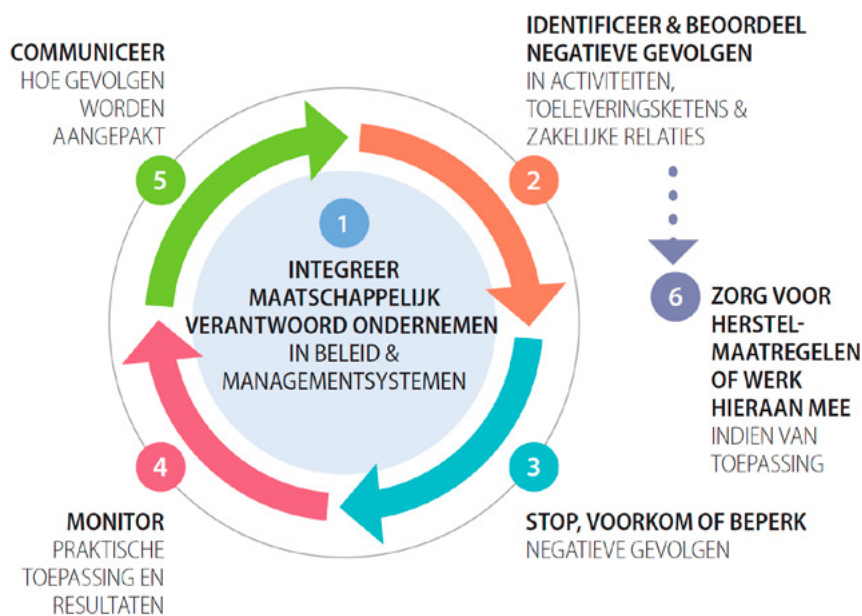 1
INTEGREER
MAATSCHAPPELIJK
VERANTWOORD ONDERNEMEN
IN BELEID &
MANAGEMENTSYSTEMEN
IDENTIFICEER & BEOORDEEL
NEGATIEVE GEVOLGEN
IN ACTIVITEITEN,
TOELEVERINGSKETENS &
ZAKELIJKE RELATIES
2
3
STOP, VOORKOM OF BEPERK
NEGATIEVE GEVOLGEN
4
MONITOR
PRAKTISCHE
TOEPASSING EN
RESULTATEN
COMMUNICEER
HOE GEVOLGEN
WORDEN
AANGEPAKT
5
6
ZORG VOOR
HERSTEL-
MAATREGELEN
OF WERK
HIERAAN MEE
INDIEN VAN
TOEPASSING